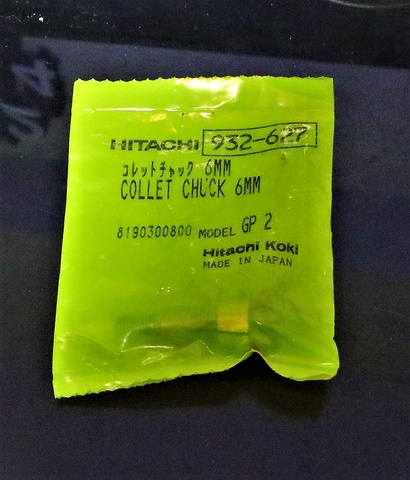 HITACHI 932-627
コレットチャック 6MM
COLLET CHUCK 6MM
8190300800 MODEL GP 2
Hitachi Koki
MADE IN JAPAN